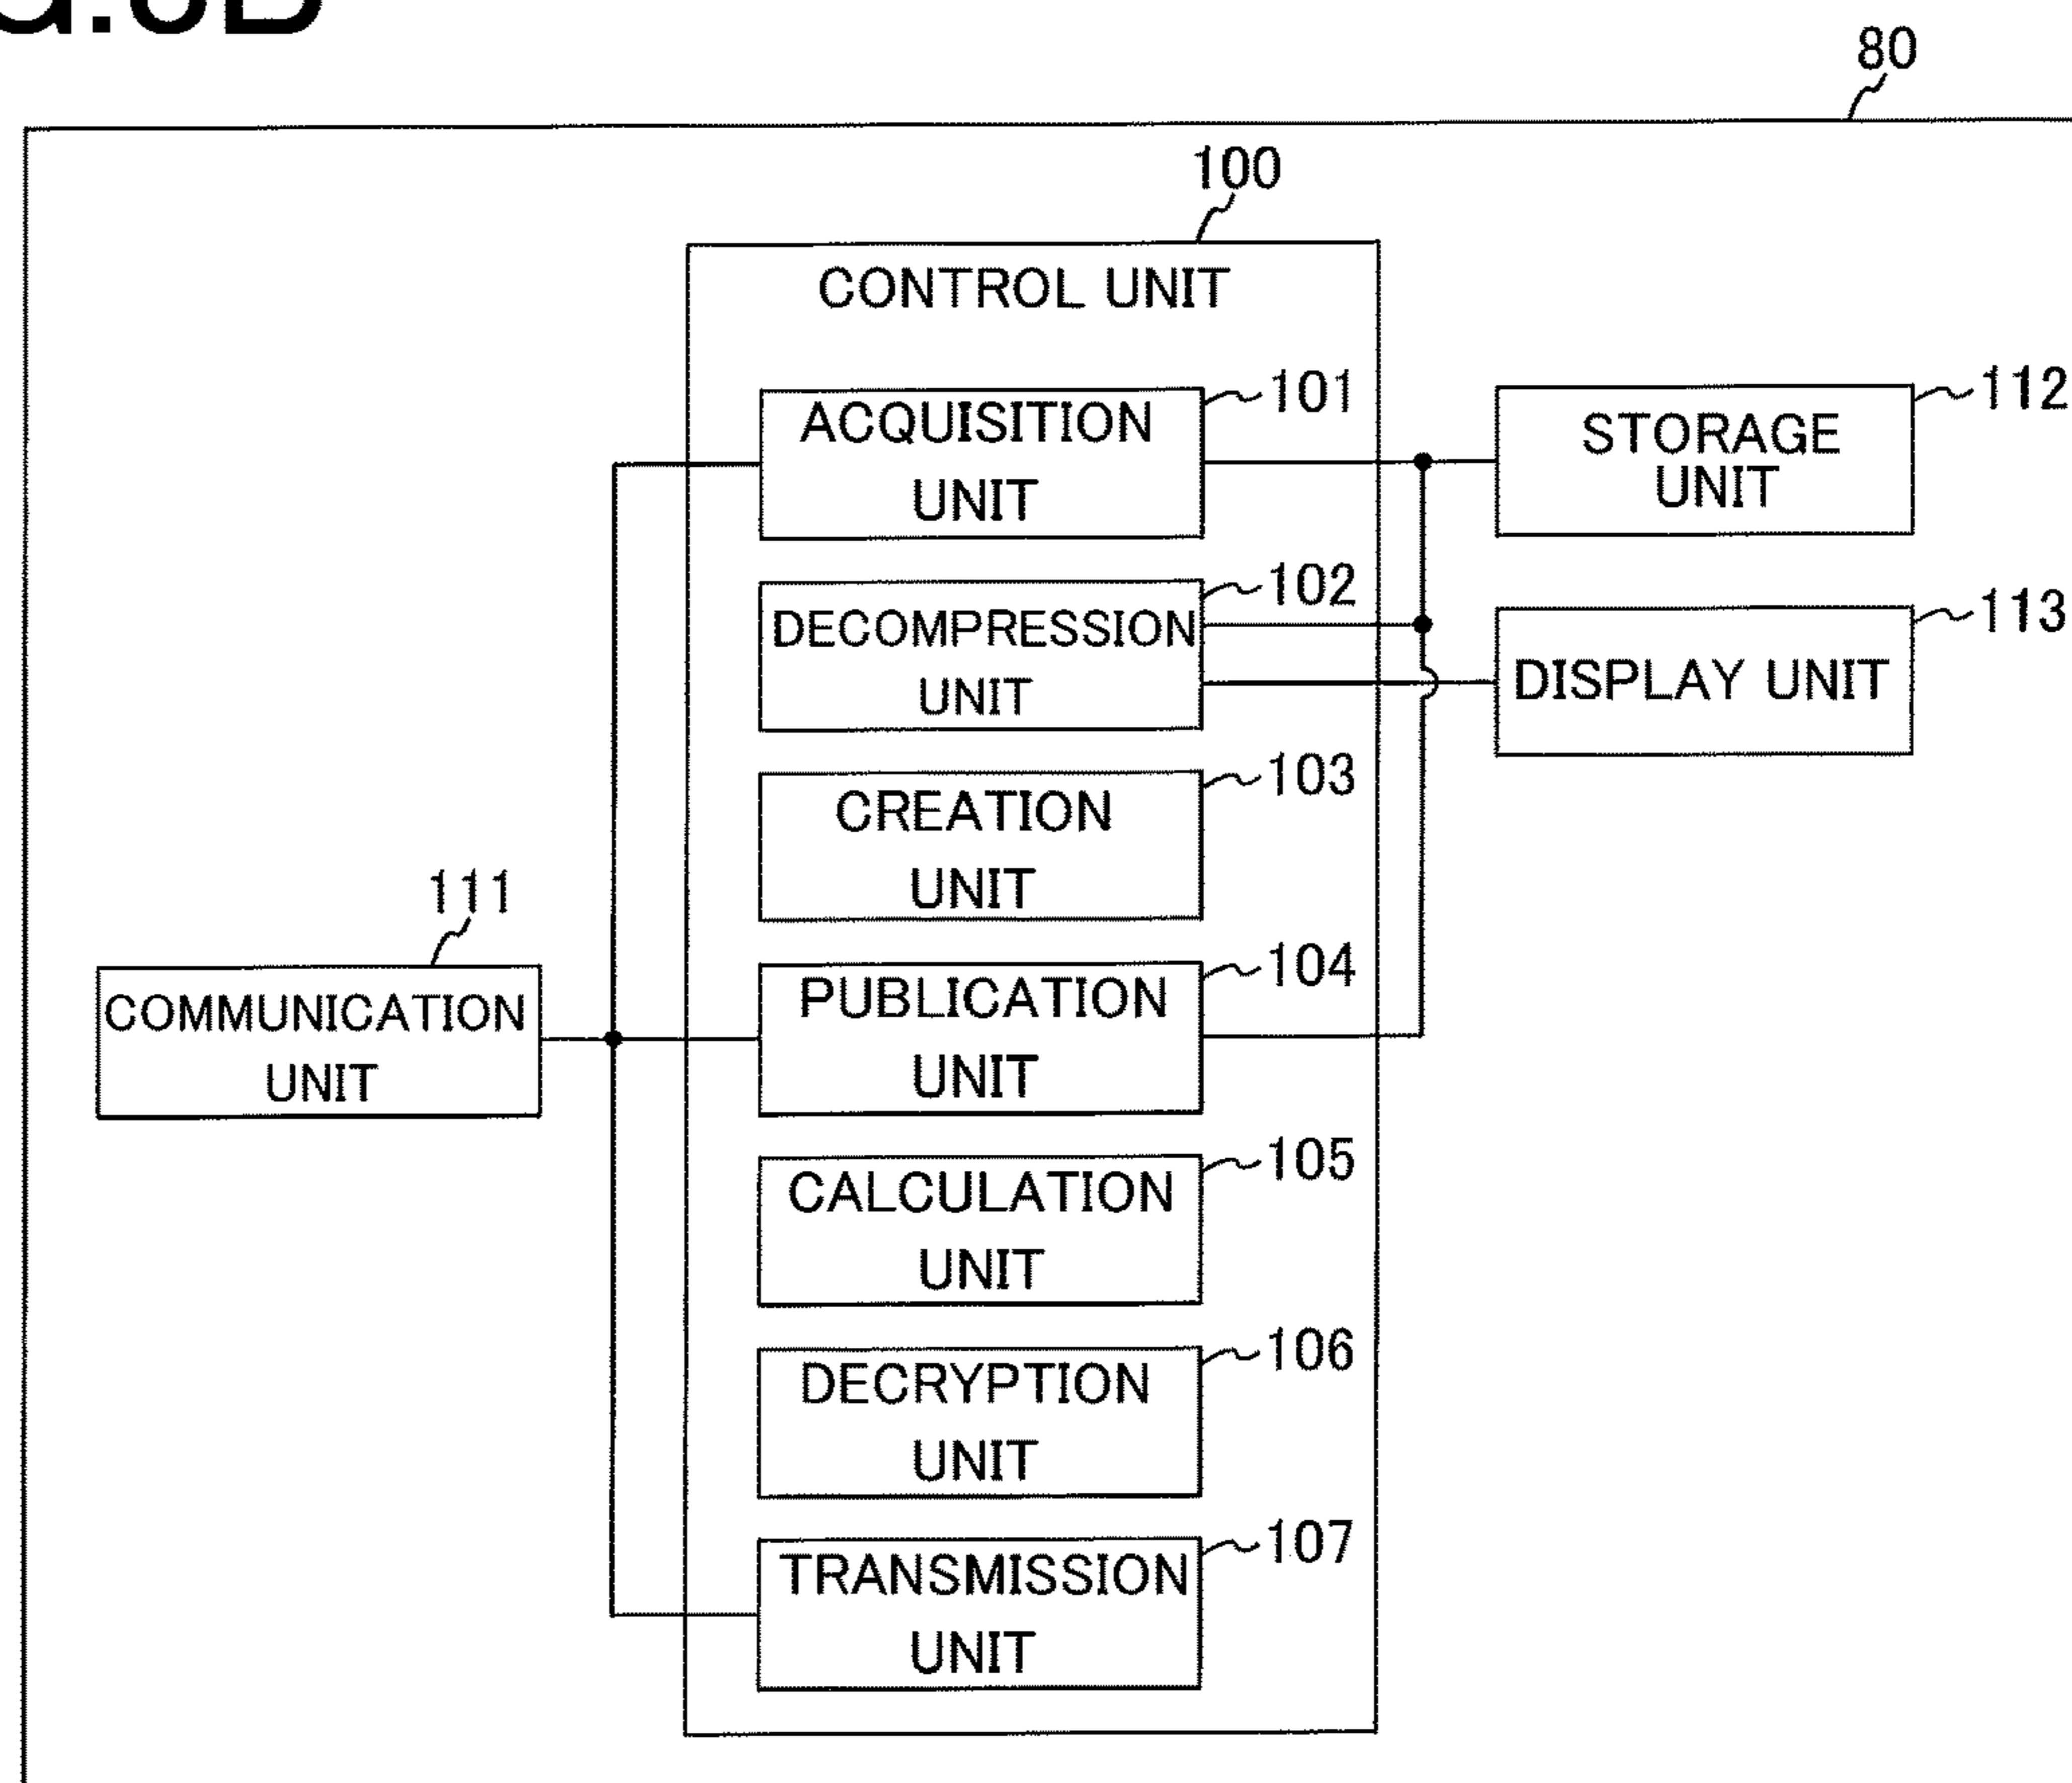 80
100
CONTROL UNIT
101
ACQUISITION
UNIT
112
STORAGE
UNIT
102
DECOMPRESSION
UNIT
113
DISPLAY UNIT
103
CREATION
UNIT
111
COMMUNICATION
UNIT
104
PUBLICATION
UNIT
105
CALCULATION
UNIT
106
DECRYPTION
UNIT
107
TRANSMISSION
UNIT